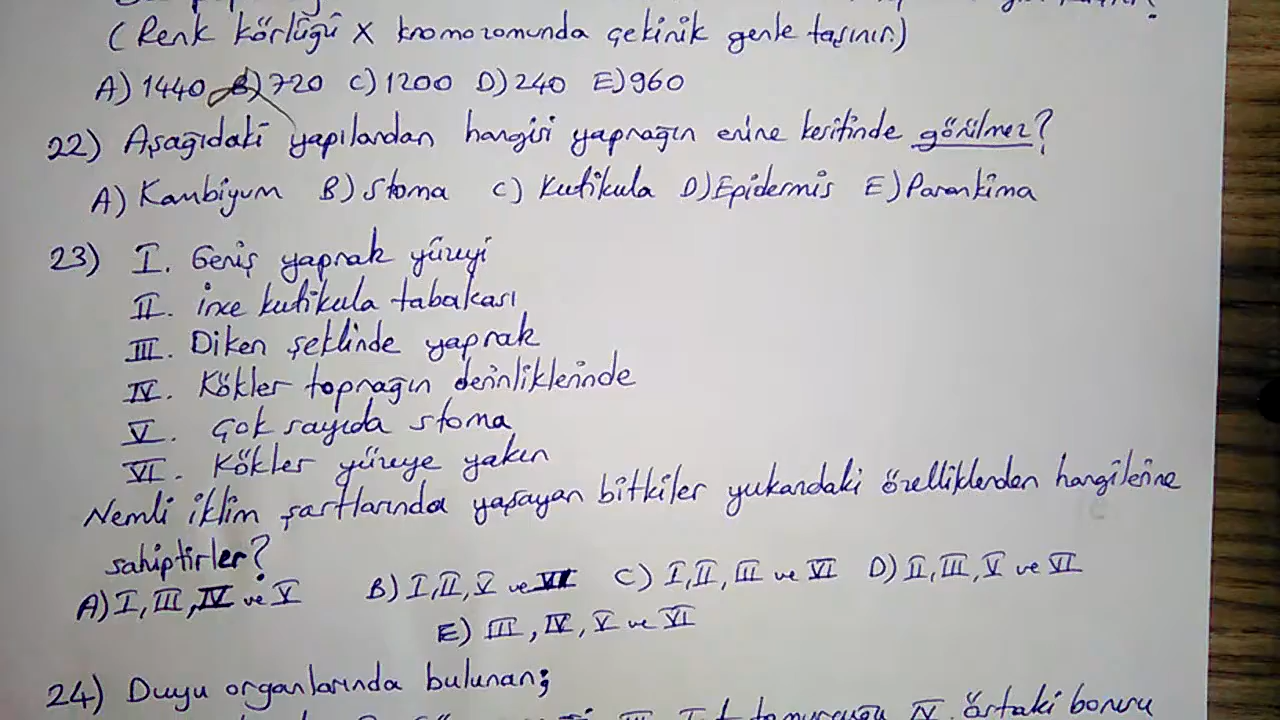 (Renk körlüğü X kromozomunda çekinik genle taşınır.)
A) 1440 B) 720 C) 1200 D) 240 E) 960
22) Aşağıdaki yapılardan hangisi yaprağın enine kesitinde görülmez?
A) Kambiyum B) Stoma C) Kutikula D) Epidermis E) Parankima
23) I. Geniş yaprak yüzeyi
II. İnce kutikula tabakası
III. Diken şeklinde yaprak
IV. Kökler toprağın derinliklerinde
V. Çok sayıda stoma
VI. Kökler yüzeye yakın
Nemli iklim şartlarında yaşayan bitkiler yukarıdaki özelliklerden hangilerine
sahiptirler?
A) I, III, IV ve V B) I, II, V ve VI C) I, II, III ve VI D) II, III, V ve VI
E) III, IV, V ve VI
24) Duyu organlarında bulunan;
III. IV. östaki borusu